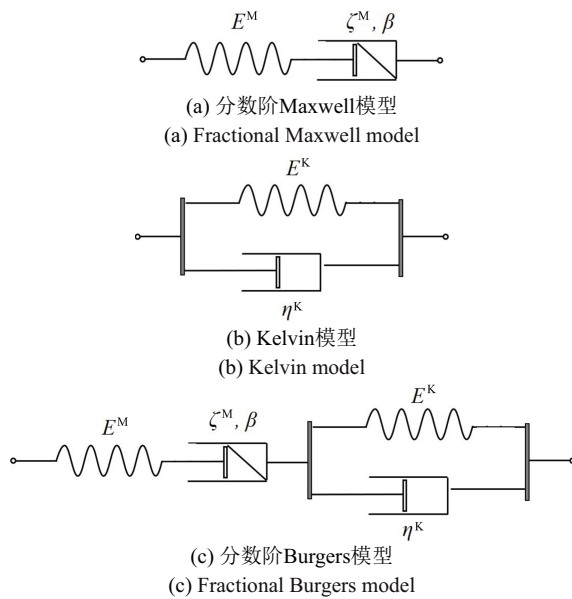 E^M ζ^M, β
(a) 分数阶Maxwell模型
(a) Fractional Maxwell model
E^K
η^K
(b) Kelvin模型
(b) Kelvin model
E^M ζ^M, β E^K
η^K
(c) 分数阶Burgers模型
(c) Fractional Burgers model